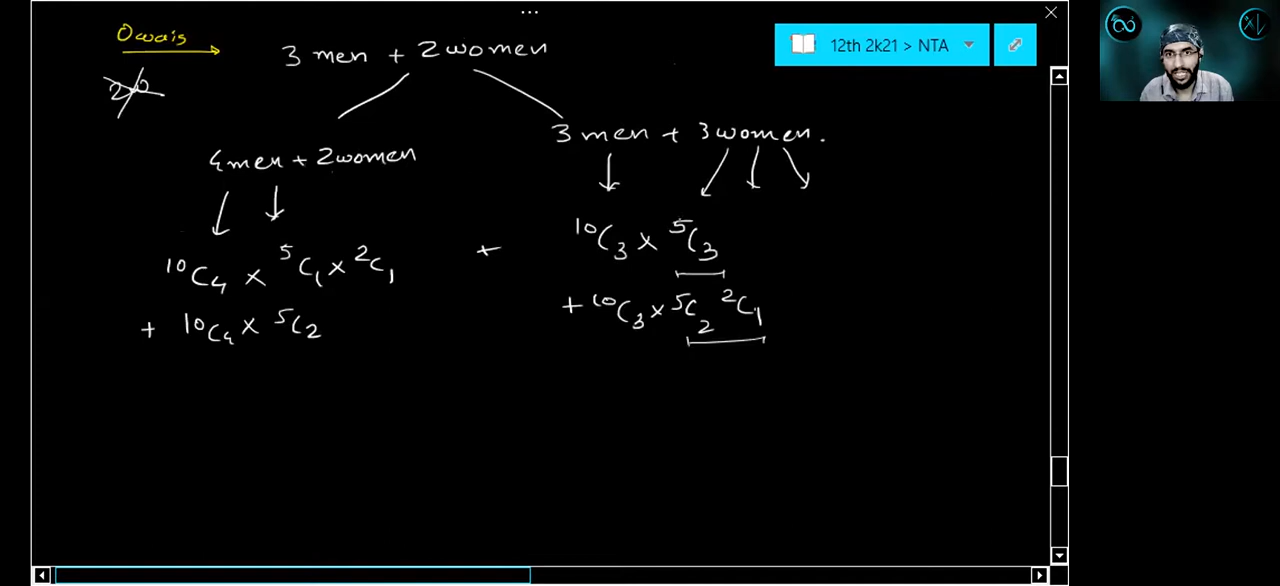 Owais
3 men + 2 women
12th 2k21 > NTA
4 men + 2 women
3 men + 3 women.
¹⁰C₄ × ⁵C₁ × ²C₁ + ¹⁰C₃ × ⁵C₃
+ ¹⁰C₄ × ⁵C₂
+ ¹⁰C₃ × ⁵C₂ ²C₁